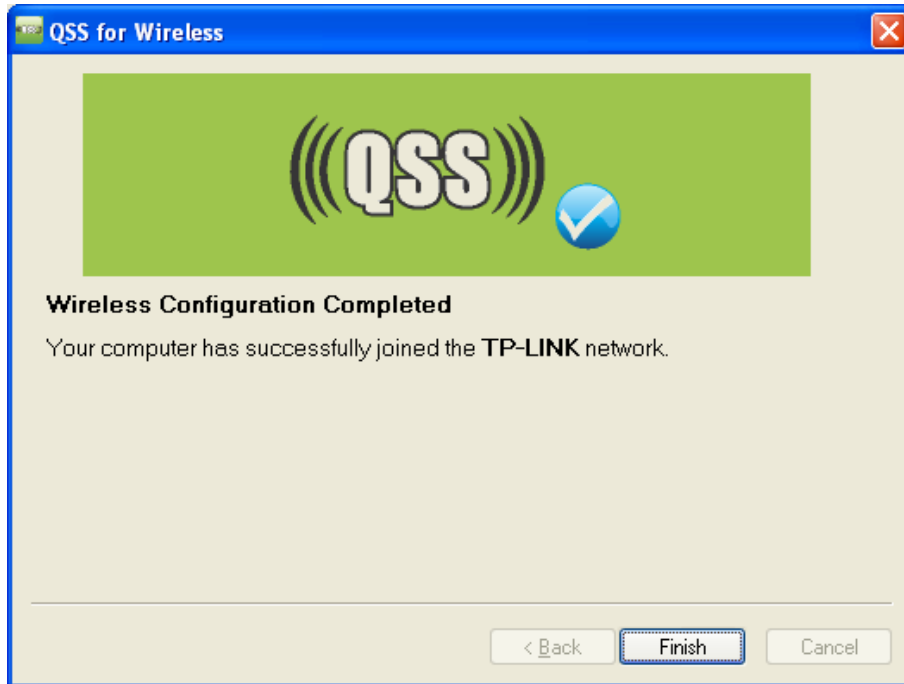 QSS for Wireless
(((QSS)))
Wireless Configuration Completed
Your computer has successfully joined the TP-LINK network.
< Back
Finish
Cancel